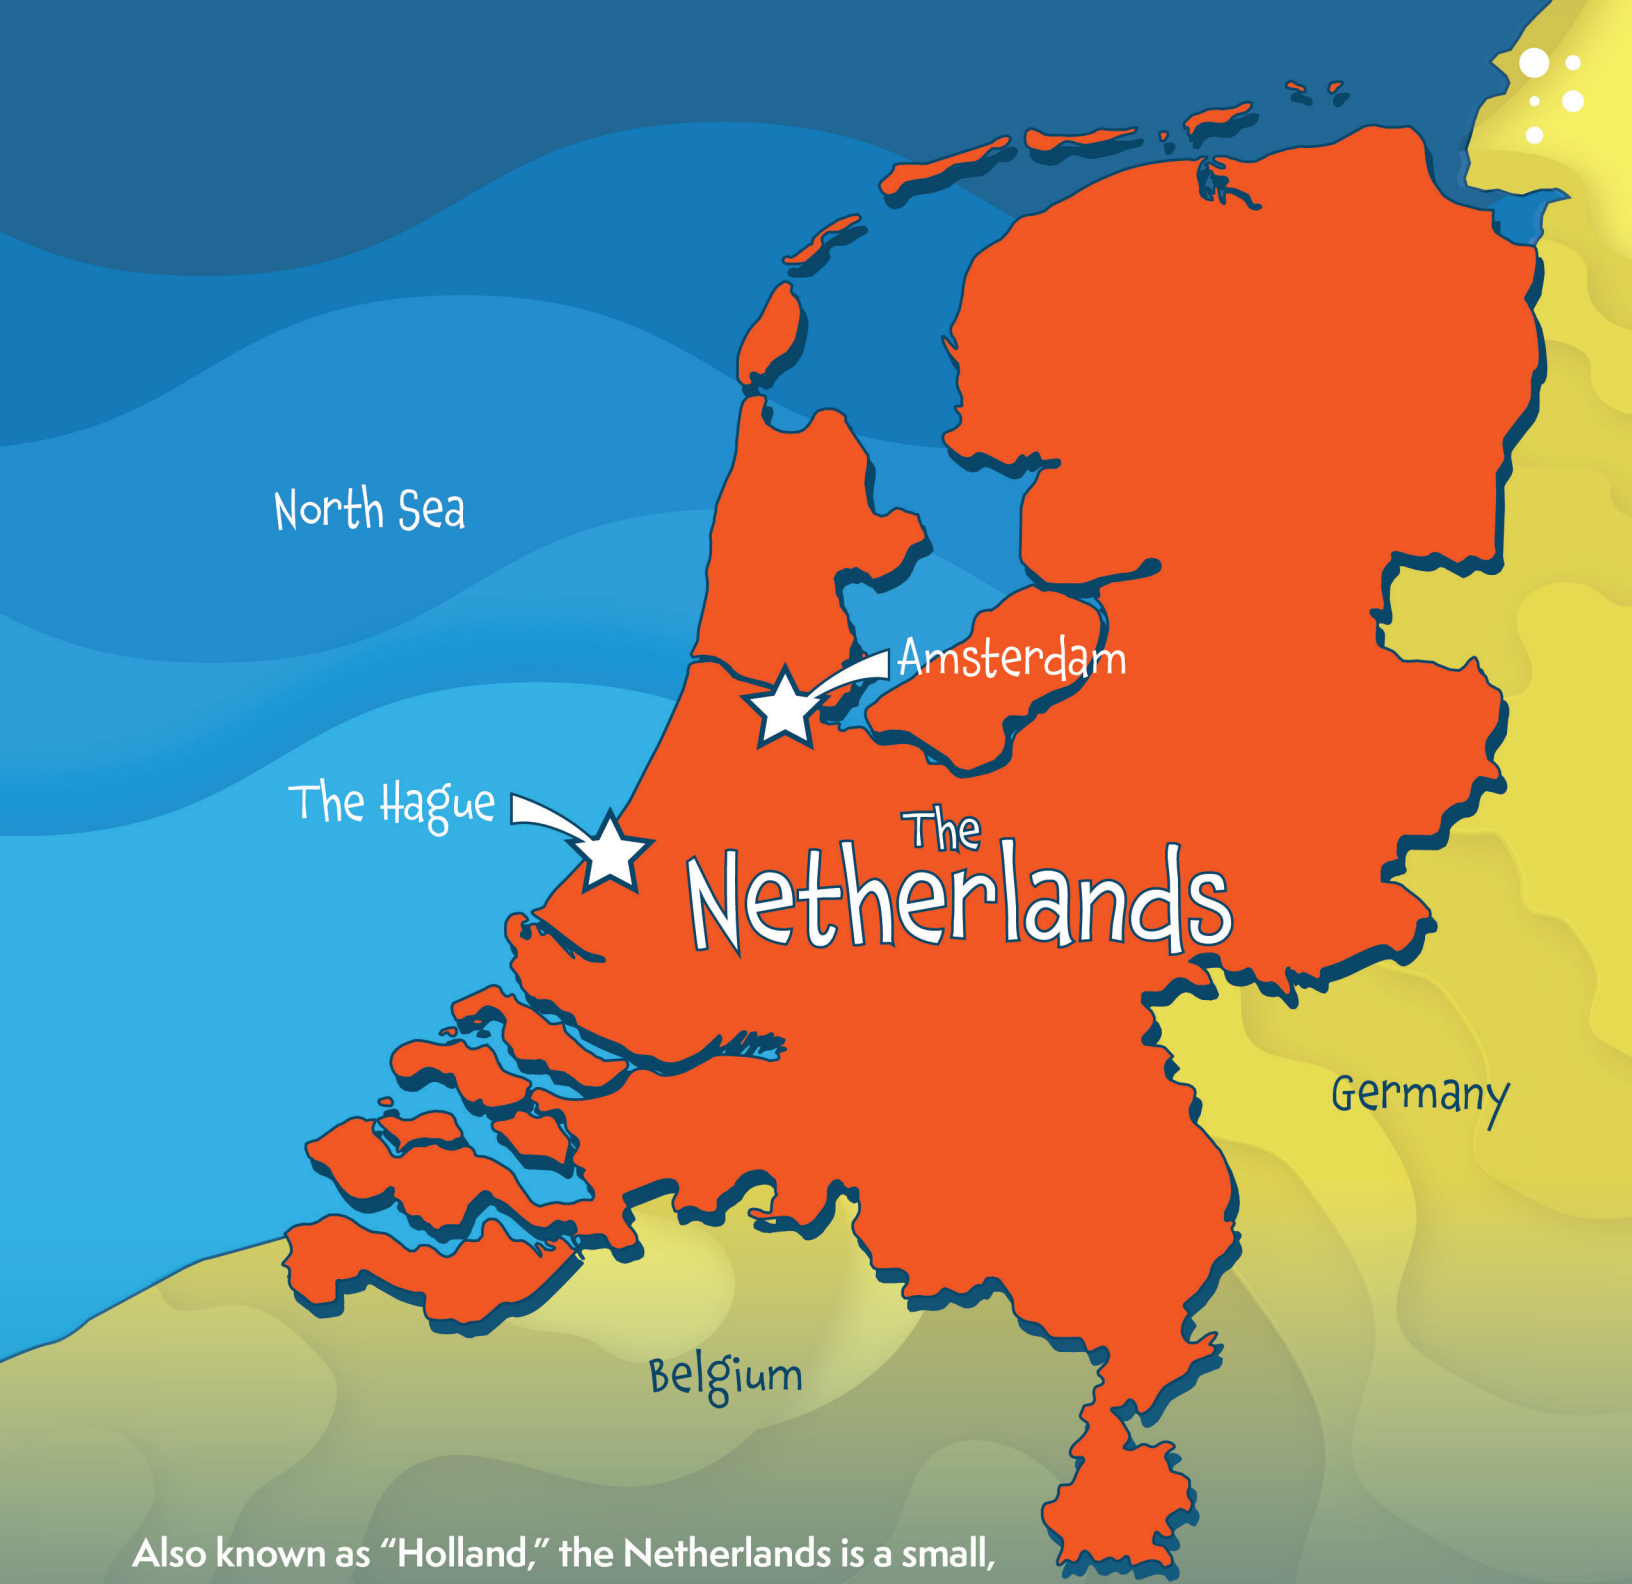 North Sea
Amsterdam
The Hague
The
Netherlands
Germany
Belgium
Also known as “Holland,” the Netherlands is a small,